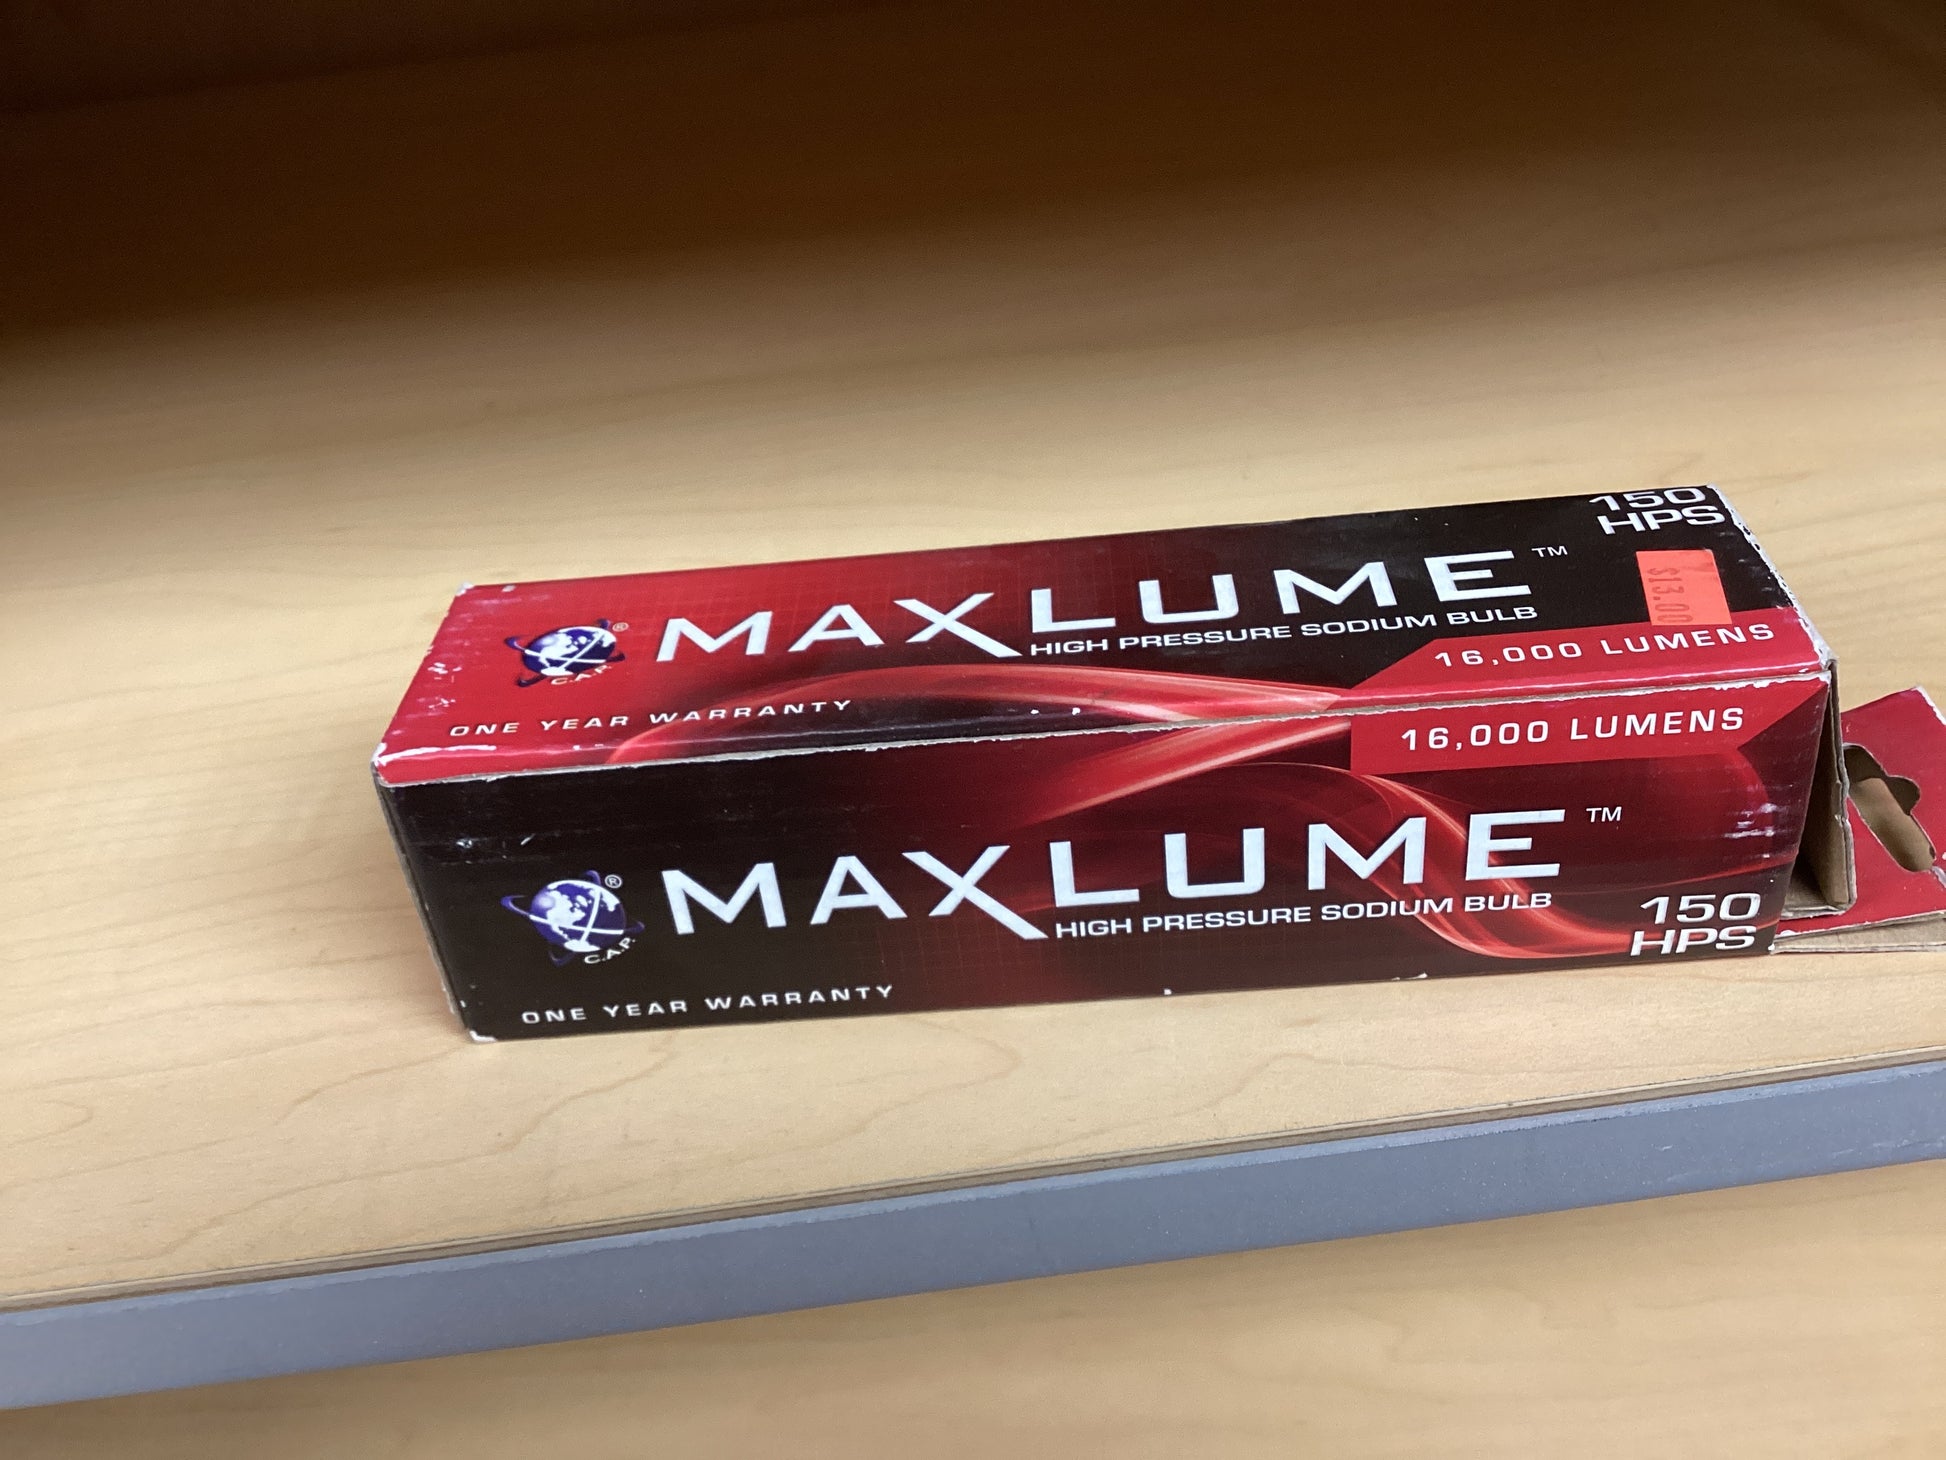 150
HPS
MAXLUME™
HIGH PRESSURE SODIUM BULB
$13.00
®
C.A.P.
16,000 LUMENS
ONE YEAR WARRANTY
16,000 LUMENS
MAXLUME™
HIGH PRESSURE SODIUM BULB
®
C.A.P.
150
HPS
ONE YEAR WARRANTY